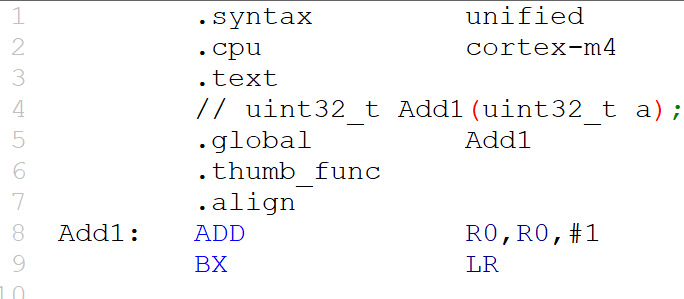 1 .syntax unified
2 .cpu cortex-m4
3 .text
4 // uint32_t Add1(uint32_t a);
5 .global Add1
6 .thumb_func
7 .align
8 Add1: ADD R0,R0,#1
9 BX LR
10